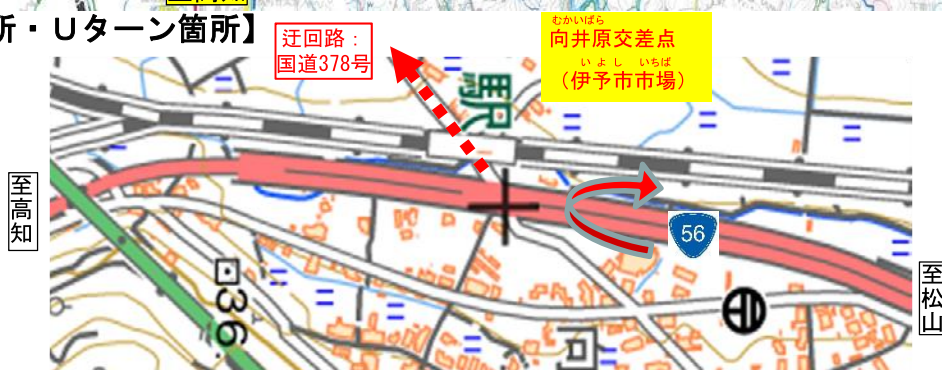 所・Uターン箇所】
迂回路：
国道378号
むかいばら
向井原交差点
いよし いちば
（伊予市市場）
駅
至高知
56
至松山
36.